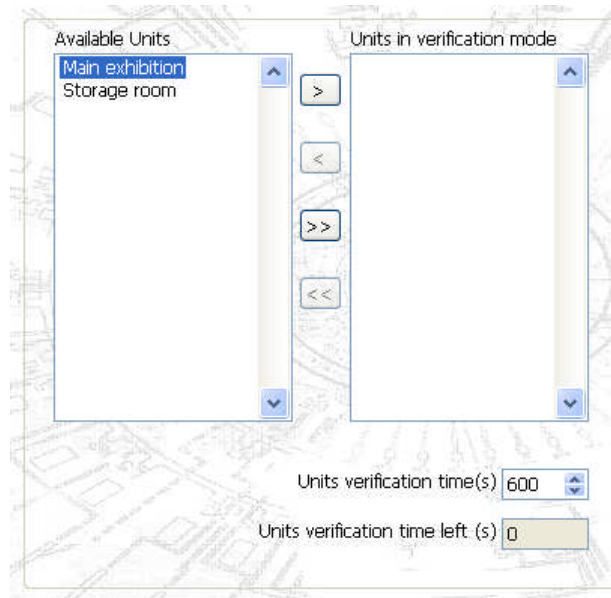 Available Units
Units in verification mode
Main exhibition
Storage room
>
<
>>
<<
Units verification time(s) 600
Units verification time left (s) 0